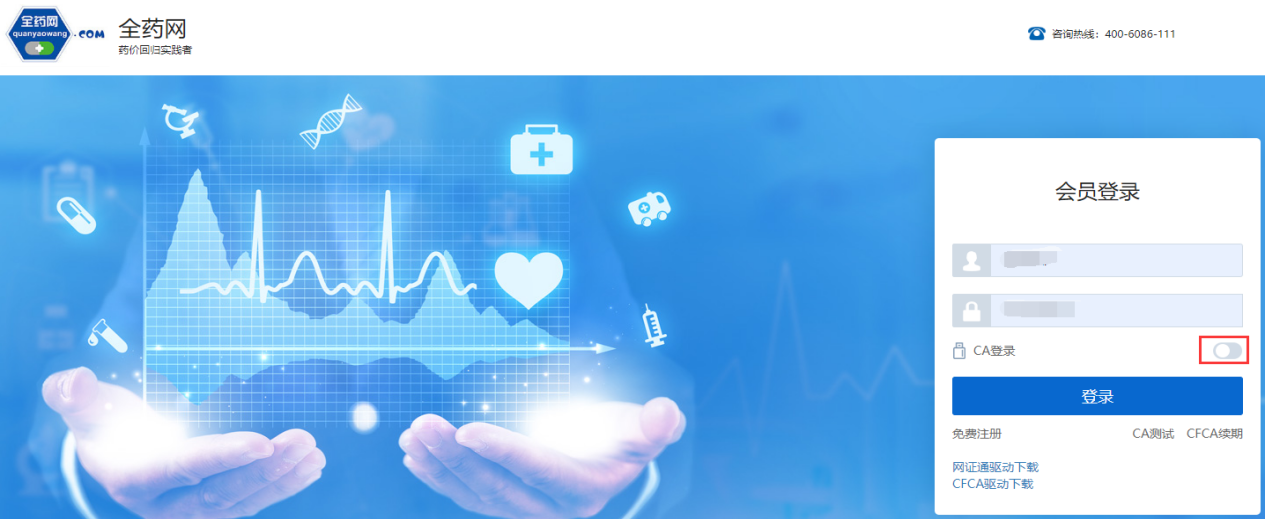 全药网
quanyaowang
.COM
全药网
药价回归实践者
咨询热线：400-6086-111
会员登录
CA登录
登录
免费注册
CA测试 CFCA续期
网证通驱动下载
CFCA驱动下载